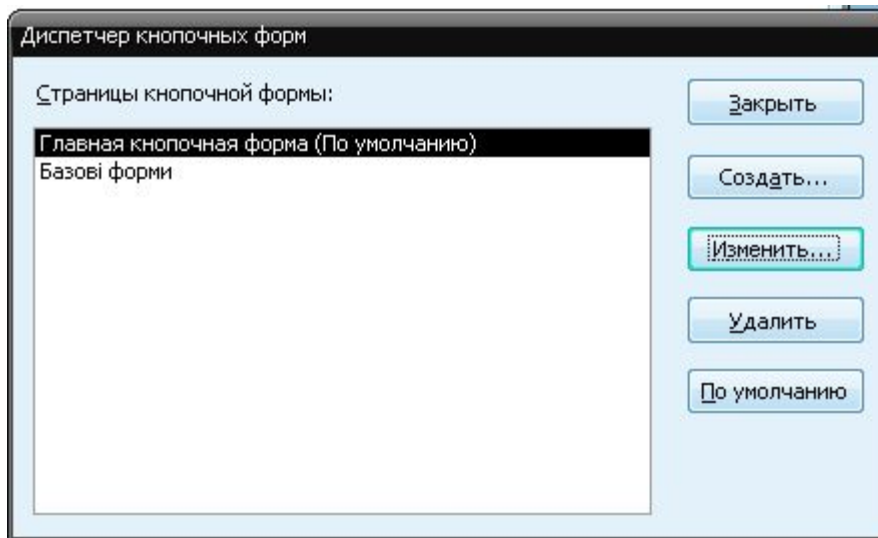 Диспетчер кнопочных форм
Страницы кнопочной формы:
Главная кнопочная форма (По умолчанию)
Базові форми
Закрыть
Создать...
Изменить...
Удалить
По умолчанию